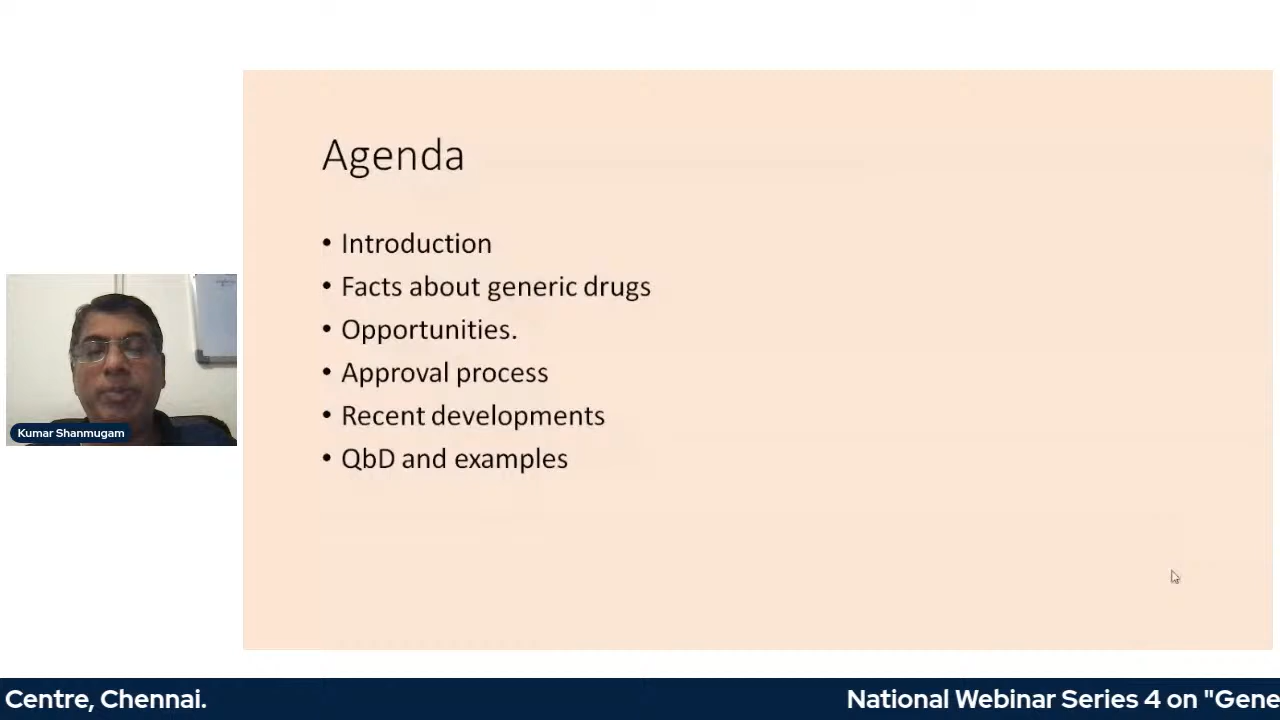 Agenda
• Introduction
• Facts about generic drugs
• Opportunities.
• Approval process
• Recent developments
• QbD and examples
Kumar Shanmugam
Centre, Chennai.
National Webinar Series 4 on "Gene